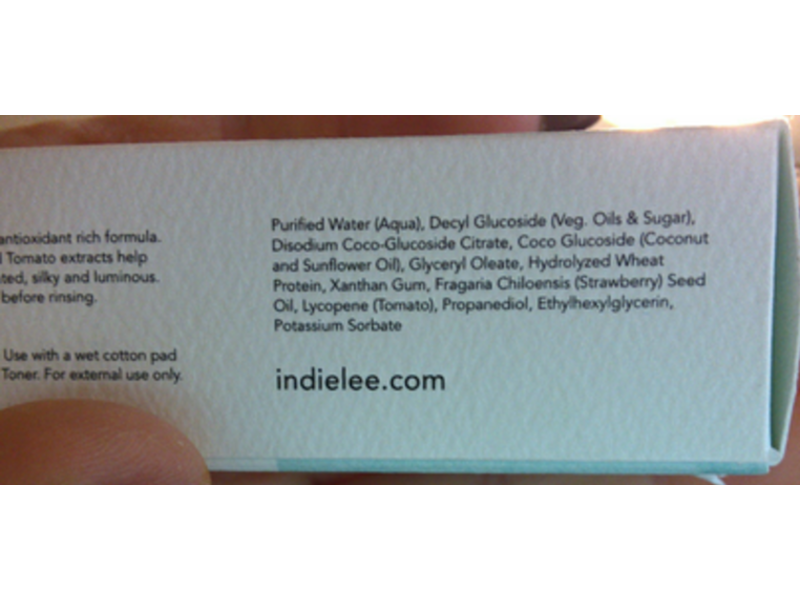 antioxidant rich formula.
Tomato extracts help
silky and luminous.
before rinsing.
Use with a wet cotton pad
Toner. For external use only.
Purified Water (Aqua), Decyl Glucoside (Veg. Oils & Sugar),
Disodium Coco-Glucoside Citrate, Coco Glucoside (Coconut
and Sunflower Oil), Glyceryl Oleate, Hydrolyzed Wheat
Protein, Xanthan Gum, Fragaria Chiloensis (Strawberry) Seed
Oil, Lycopene (Tomato), Propanediol, Ethylhexylglycerin,
Potassium Sorbate
indielee.com